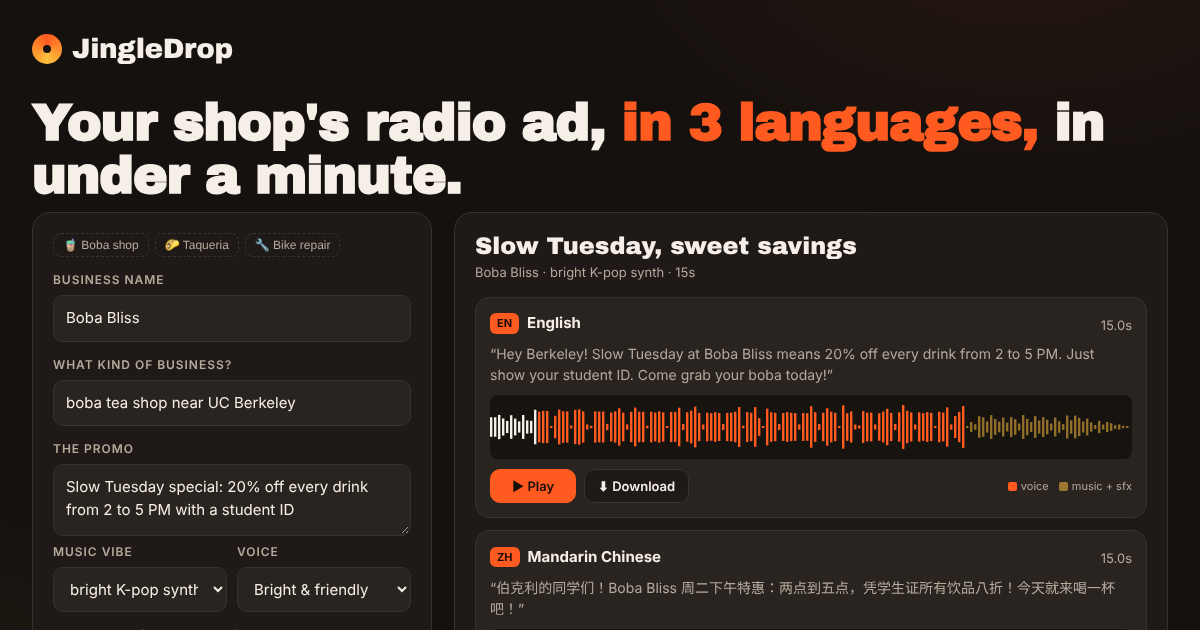 JingleDrop
Your shop's radio ad, in 3 languages, in
under a minute.
🧋 Boba shop
🌮 Taqueria
🔧 Bike repair
BUSINESS NAME
Boba Bliss
WHAT KIND OF BUSINESS?
boba tea shop near UC Berkeley
THE PROMO
Slow Tuesday special: 20% off every drink
from 2 to 5 PM with a student ID
MUSIC VIBE
VOICE
bright K-pop synth
Bright & friendly
Slow Tuesday, sweet savings
Boba Bliss · bright K-pop synth · 15s
EN English
15.0s
“Hey Berkeley! Slow Tuesday at Boba Bliss means 20% off every drink from 2 to 5 PM. Just
show your student ID. Come grab your boba today!”
▶ Play
⬇ Download
voice
music + sfx
ZH Mandarin Chinese
15.0s
“伯克利的同学们！Boba Bliss 周二下午特惠：两点到五点，凭学生证所有饮品八折！今天就来喝一杯
吧！”